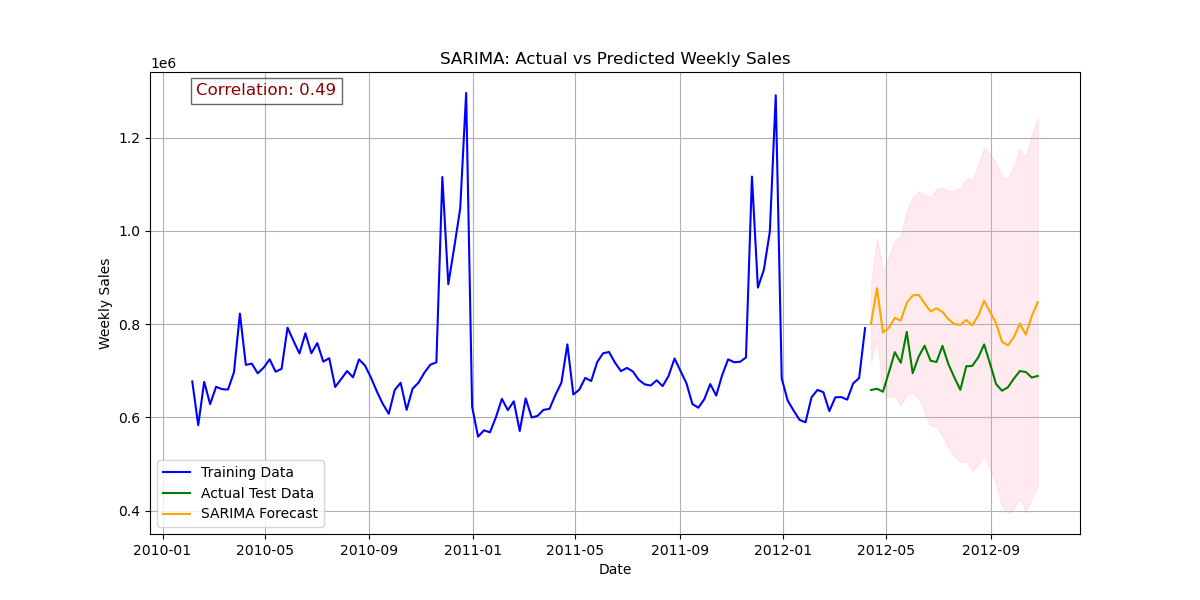 SARIMA: Actual vs Predicted Weekly Sales
1e6
Correlation: 0.49
1.2
1.0
0.8
0.6
0.4
Weekly Sales
Training Data
Actual Test Data
SARIMA Forecast
2010-01 2010-05 2010-09 2011-01 2011-05 2011-09 2012-01 2012-05 2012-09
Date